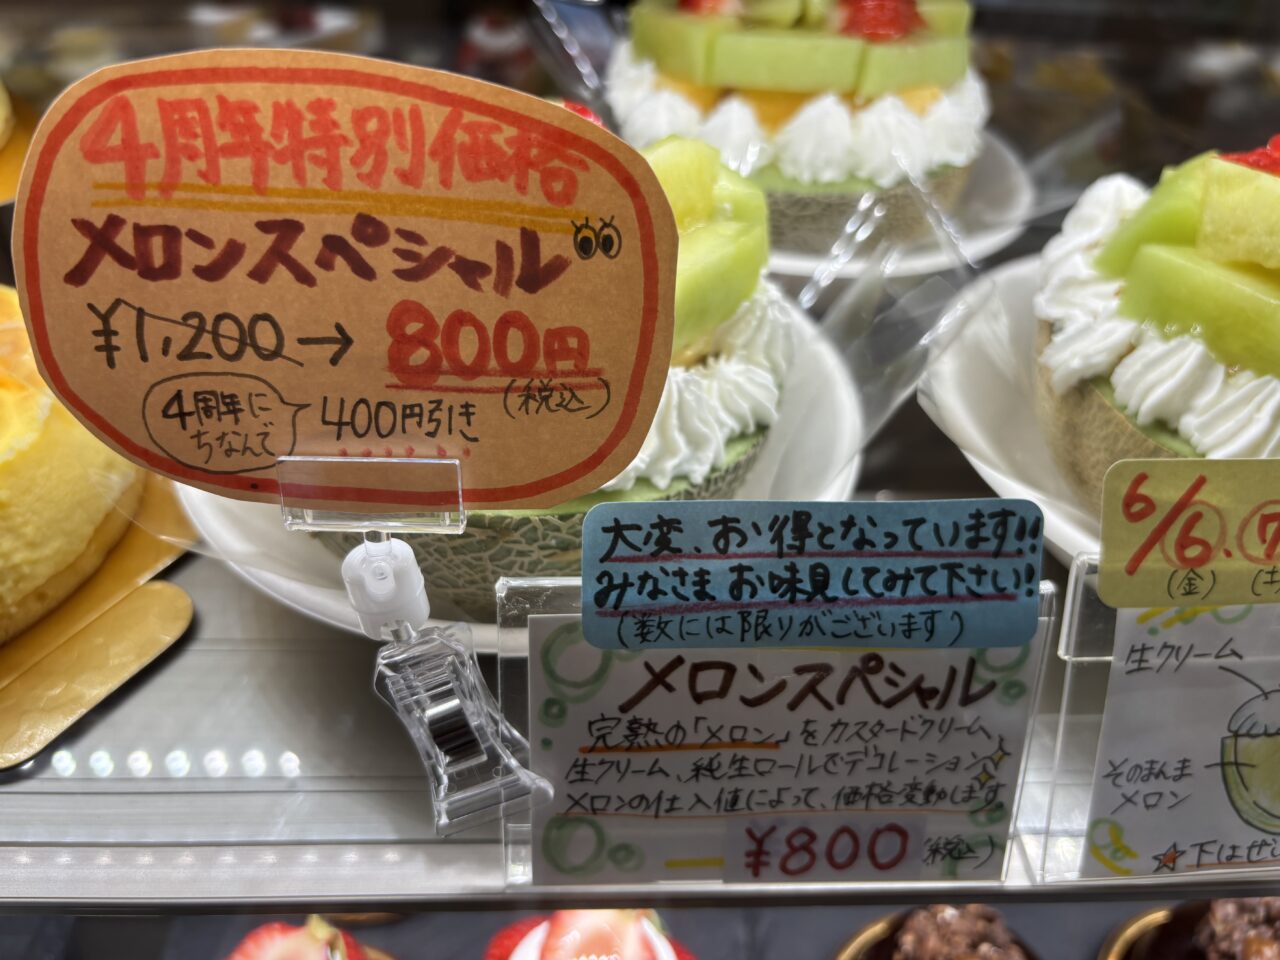 4周年特別価格
メロンスペシャル
¥1,200→800円
(税込)
4周年に
ちなんで
400円引き
大変、お得となっています!!
みなさまお味見してみて下さい!
(数には限りがございます)
メロンスペシャル
完熟の「メロン」をカスタードクリーム、
生クリーム、純生ロールでデコレーション
メロンの仕入値によって、価格変動します。
¥800(税込)
6/6.7
(金)
生クリーム
そのまんま
メロン
☆下はぜ